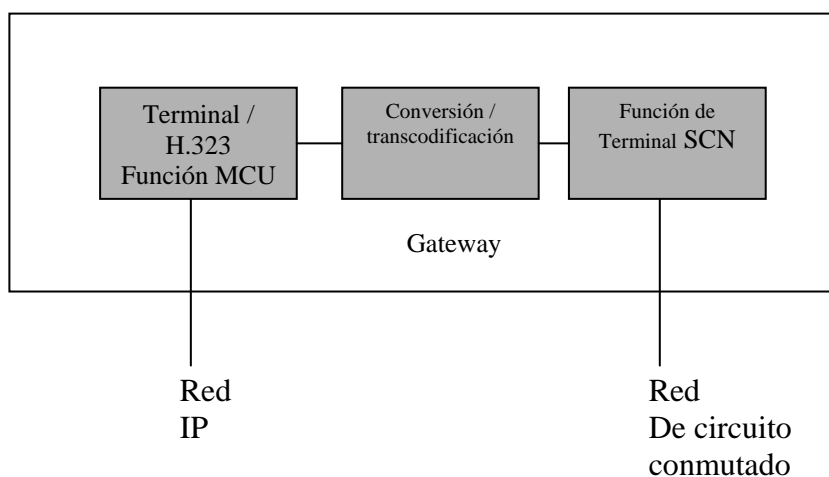 Terminal /
H.323
Función MCU
Conversión /
transcodificación
Función de
Terminal SCN
Gateway
Red
IP
Red
De circuito
conmutado